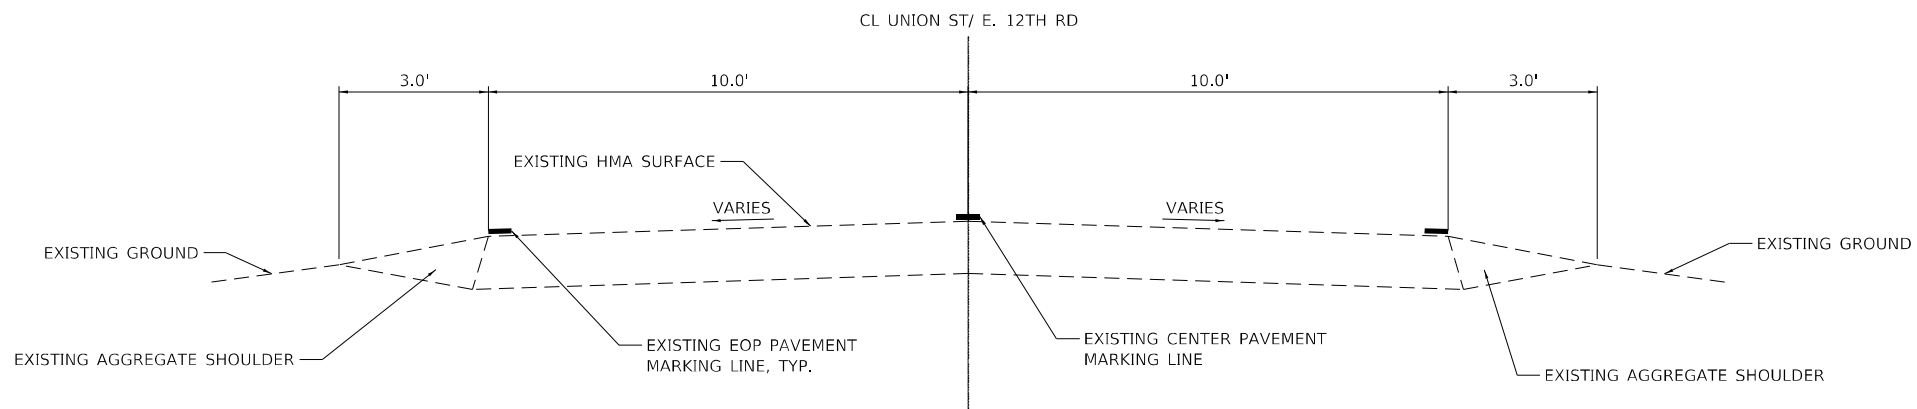 CL UNION ST/ E. 12TH RD
3.0'
10.0'
10.0'
3.0'
EXISTING HMA SURFACE
VARIES
VARIES
EXISTING GROUND
EXISTING GROUND
EXISTING AGGREGATE SHOULDER
EXISTING EOP PAVEMENT
MARKING LINE, TYP.
EXISTING CENTER PAVEMENT
MARKING LINE
EXISTING AGGREGATE SHOULDER